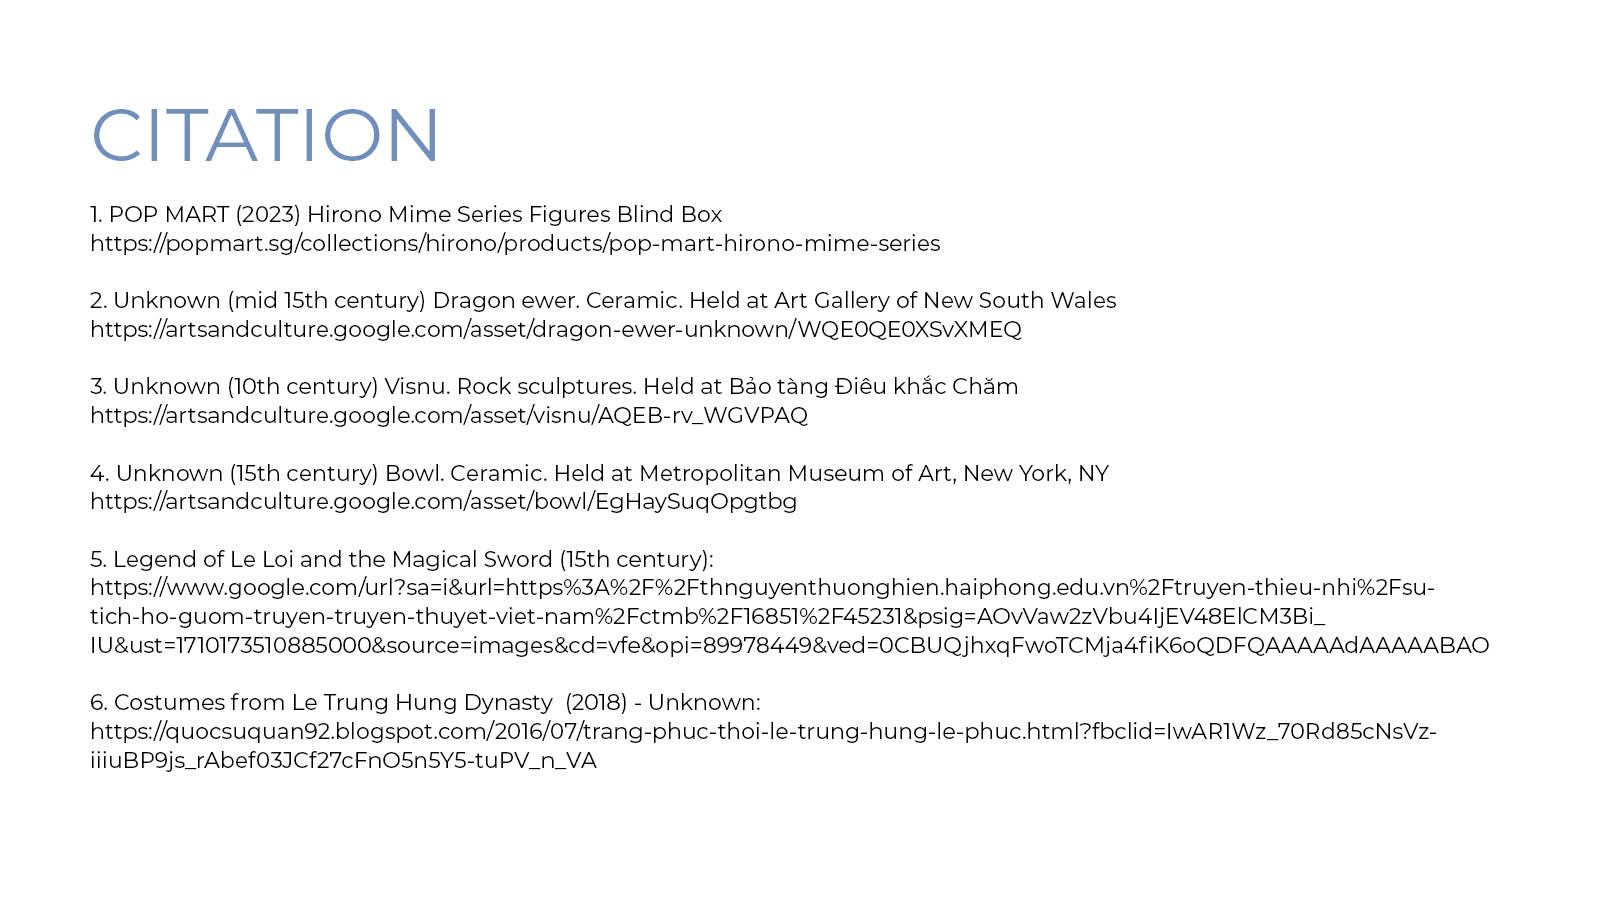 CITATION
1. POP MART (2023) Hirono Mime Series Figures Blind Box
https://popmart.sg/collections/hirono/products/pop-mart-hirono-mime-series
2. Unknown (mid 15th century) Dragon ewer. Ceramic. Held at Art Gallery of New South Wales
https://artsandculture.google.com/asset/dragon-ewer-unknown/WQE0QE0XSvXMEQ
3. Unknown (10th century) Visnu. Rock sculptures. Held at Bảo tàng Điêu khắc Chăm
https://artsandculture.google.com/asset/visnu/AQEB-rv_WGVPAQ
4. Unknown (15th century) Bowl. Ceramic. Held at Metropolitan Museum of Art, New York, NY
https://artsandculture.google.com/asset/bowl/EgHaySuqOpgtbg
5. Legend of Le Loi and the Magical Sword (15th century):
https://www.google.com/url?sa=i&url=https%3A%2F%2Fthnguyenthuonghien.haiphong.edu.vn%2Ftruyen-thieu-nhi%2Fsu-
tich-ho-guom-truyen-truyen-thuyet-viet-nam%2Fctmb%2F16851%2F45231&psig=AOvVaw2zVbu4IjEV48ElCM3Bi_
IU&ust=1710173510885000&source=images&cd=vfe&opi=89978449&ved=0CBUQjhxqFwoTCMja4fiK6oQDFQAAAAAdAAAAABAO
6. Costumes from Le Trung Hung Dynasty  (2018) - Unknown:
https://quocsuquan92.blogspot.com/2016/07/trang-phuc-thoi-le-trung-hung-le-phuc.html?fbclid=IwAR1Wz_70Rd85cNsVz-
iiiuBP9js_rAbef03JCf27cFnO5n5Y5-tuPV_n_VA